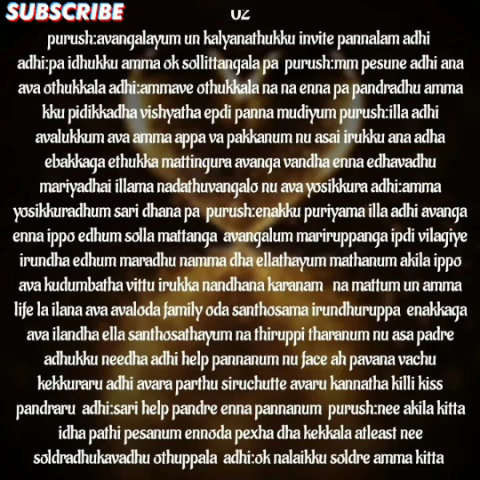 SUBSCRIBE
02
purush:avangalayum un kalyanathukku invite pannalam adhi
adhi:pa idhukku amma ok sollittangala pa purush:mm pesune adhi ana
ava othukkala adhi:ammave othukkala na na enna pa pandradhu amma
kku pidikkadha vishyatha epdi panna mudiyum purush:illa adhi
avalukkum ava amma appa va pakkanum nu asai irukku ana adha
ebakkaga ethukka mattingura avanga vandha enna edhavadhu
mariyadhai illama nadathuvangalo nu ava yosikkura adhi:amma
yosikkuradhum sari dhana pa purush:enakku puriyama illa adhi avanga
enna ippo edhum solla mattanga avangalum mariruppanga ipdi vilagiye
irundha edhum maradhu namma dha ellathayum mathanum akila ippo
ava kudumbatha vittu irukka nandhana karanam na mattum un amma
life la ilana ava avaloda family oda santhosama irundhuruppa enakkaga
ava ilandha ella santhosathayum na thiruppi tharanum nu asa padre
adhukku needha adhi help pannanum nu face ah pavana vachu
kekkuraru adhi avara parthu siruchutte avaru kannatha killi kiss
pandraru adhi:sari help pandre enna pannanum purush:nee akila kitta
idha pathi pesanum ennoda pexha dha kekkala atleast nee
soldradhukavadhu othuppala adhi:ok nalaikku soldre amma kitta